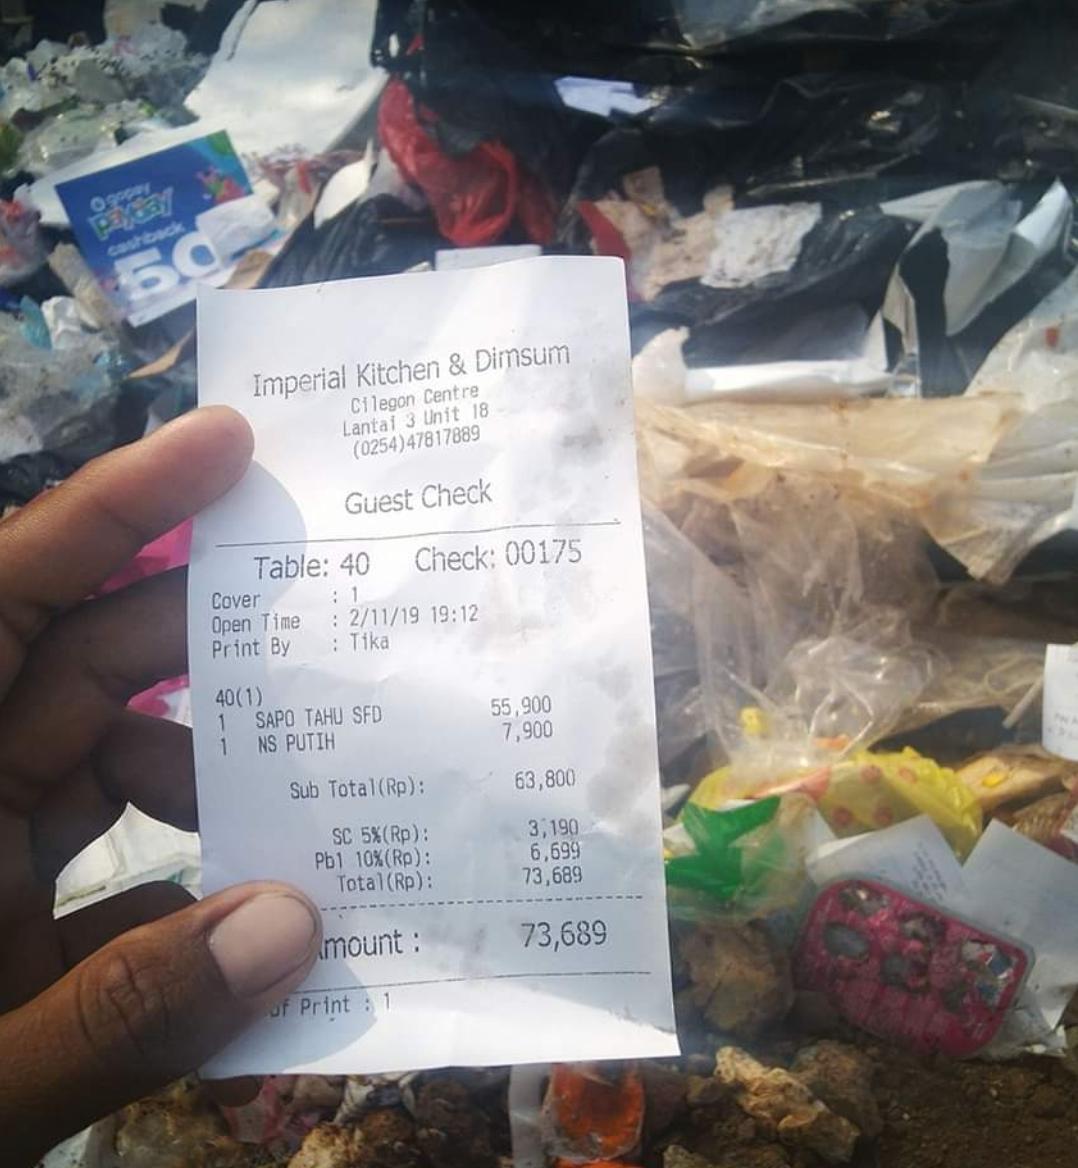 gopay
payday
cashback
50
Imperial Kitchen & Dimsum
Cilegon Centre
Lantai 3 Unit 18
(0254)47817889
Guest Check
Table: 40 Check: 00175
Cover : 1
Open Time : 2/11/19 19:12
Print By : Tika
40(1)
1 SAPO TAHU SFD 55,900
1 NS PUTIH 7,900
Sub Total(Rp): 63,800
SC 5%(Rp): 3,190
Pb1 10%(Rp): 6,699
Total(Rp): 73,689
mount : 73,689
of Print : 1